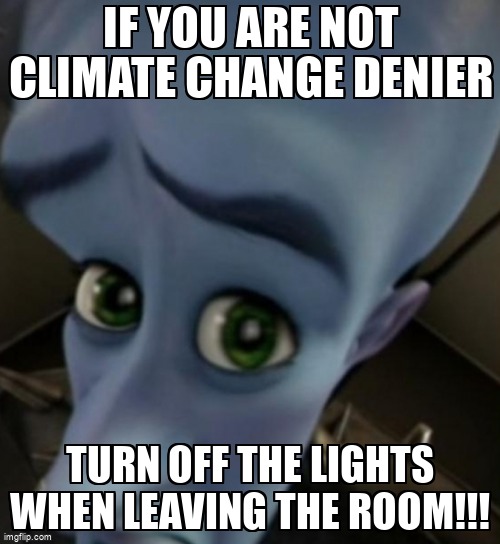 IF YOU ARE NOT
CLIMATE CHANGE DENIER
TURN OFF THE LIGHTS
WHEN LEAVING THE ROOM!!!
imgflip.com